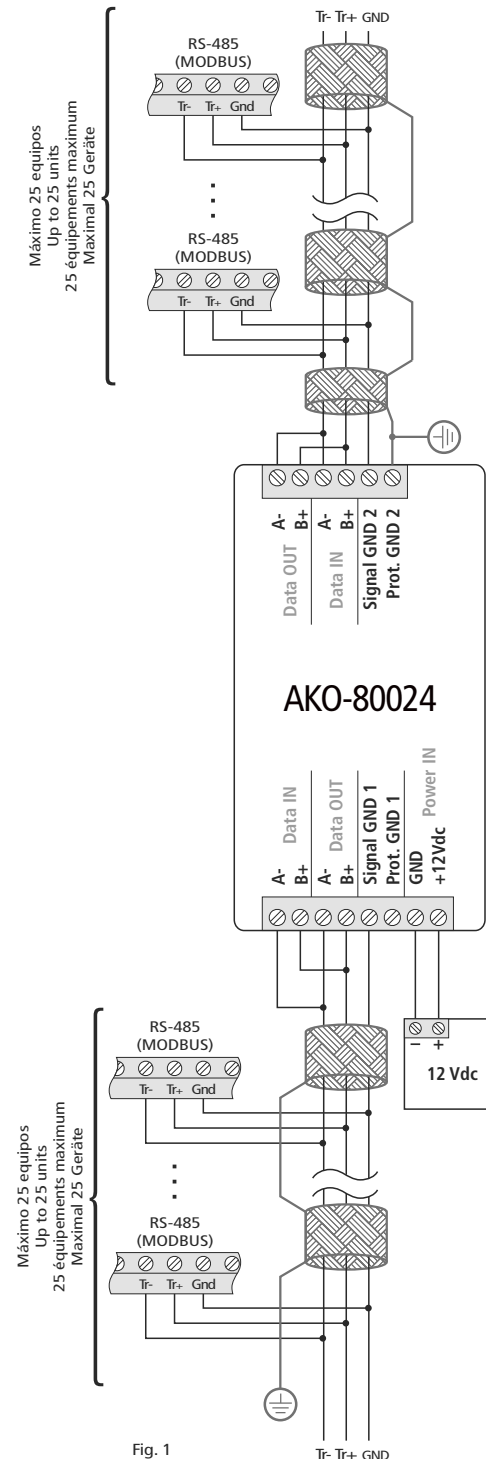 Tr- Tr+ GND
RS-485
(MODBUS)
Tr- Tr+ Gnd
Máximo 25 equipos
Up to 25 units
25 équipements maximum
Maximal 25 Geräte
RS-485
(MODBUS)
Tr- Tr+ Gnd
A-
B+
A-
B+
Signal GND 2
Prot. GND 2
Data OUT
Data IN
AKO-80024
Data IN
Data OUT
Power IN
A-
B+
A-
B+
Signal GND 1
Prot. GND 1
GND
+12Vdc
− +
12 Vdc
RS-485
(MODBUS)
Tr- Tr+ Gnd
Máximo 25 equipos
Up to 25 units
25 équipements maximum
Maximal 25 Geräte
RS-485
(MODBUS)
Tr- Tr+ Gnd
Fig. 1
Tr- Tr+ GND